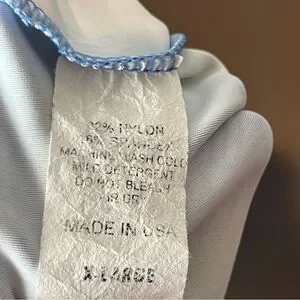 NYLON
SPANDEX
MACHINE WASH COLD
MILD DETERGENT
DO NOT BLEACH
MADE IN USA
X-LARGE